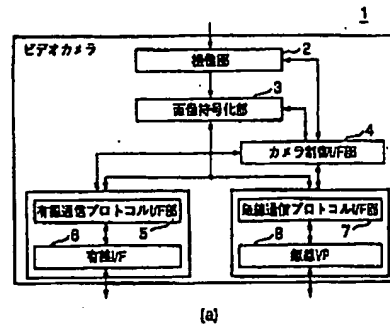 1
ビデオカメラ
2
撮像部
3
画像符号化部
4
カメラ制御I/F部
有線通信プロトコルI/F部
無線通信プロトコルI/F部
6
5
8
7
有線I/F
無線I/F
(a)